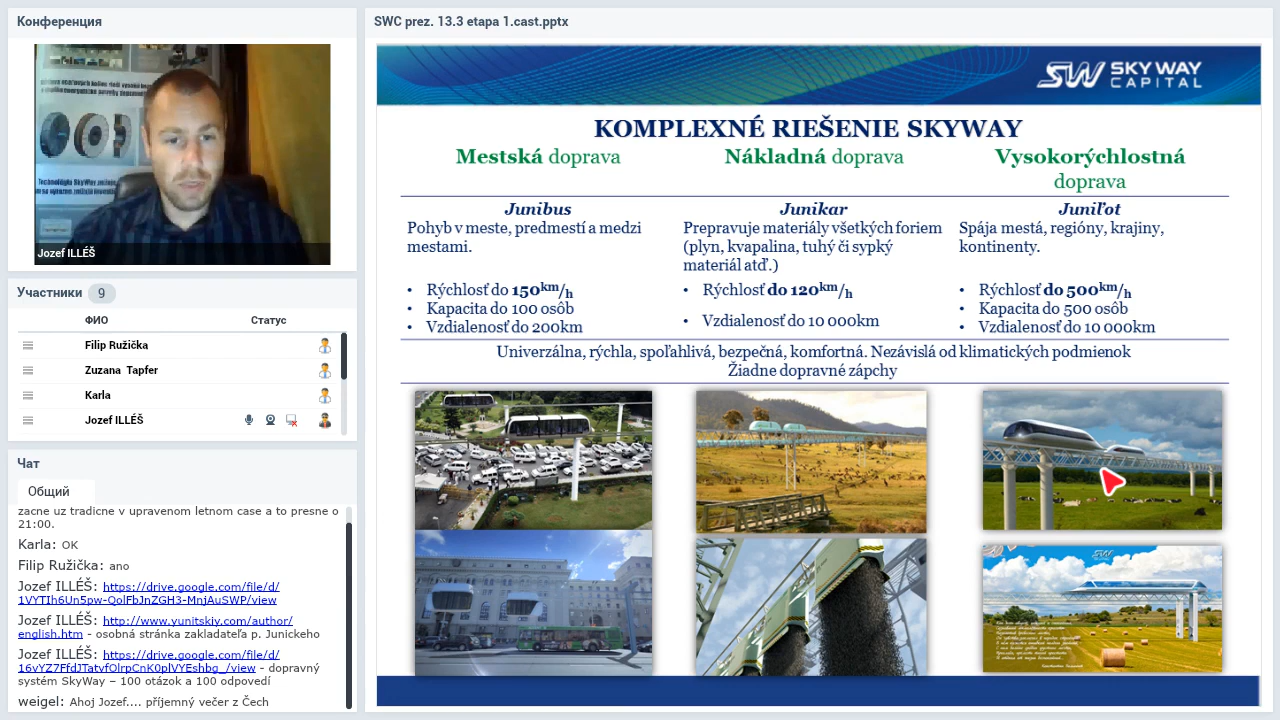 Конференция
Jozef ILLÉŠ
Участники 9
ФИО Статус
Filip Ružička
Zuzana Tapfer
Karla
Jozef ILLÉŠ
Чат
Общий
zacne uz tradicne v upravenom letnom case a to presne o
21:00.
Karla: OK
Filip Ružička: ano
Jozef ILLÉŠ: https://drive.google.com/file/d/
1VYTIh6Un5pw-QolFbJnZGH3-MnjAuSWP/view
Jozef ILLÉŠ: http://www.yunitskiy.com/author/
english.htm - osobná stránka zakladateľa p. Junickeho
Jozef ILLÉŠ: https://drive.google.com/file/d/
16vYZ7FfdJTatvfOlrpCnK0plVYEshbg_/view - dopravný
systém SkyWay – 100 otázok a 100 odpovedí
weigel: Ahoj Jozef.... příjemný večer z Čech
SWC prez. 13.3 etapa 1.cast.pptx
SW SKY WAY
CAPITAL
KOMPLEXNÉ RIEŠENIE SKYWAY
Mestská doprava
Junibus
Pohyb v meste, predmestí a medzi
mestami.
• Rýchlosť do 150km/h
• Kapacita do 100 osôb
• Vzdialenosť do 200km
Nákladná doprava
Junikar
Prepravuje materiály všetkých foriem
(plyn, kvapalina, tuhý či sypký
materiál atď.)
• Rýchlosť do 120km/h
• Vzdialenosť do 10 000km
Vysokorýchlostná
doprava
Juniľot
Spája mestá, regióny, krajiny,
kontinenty.
• Rýchlosť do 500km/h
• Kapacita do 500 osôb
• Vzdialenosť do 10 000km
Univerzálna, rýchla, spoľahlivá, bezpečná, komfortná. Nezávislá od klimatických podmienok
Žiadne dopravné zápchy